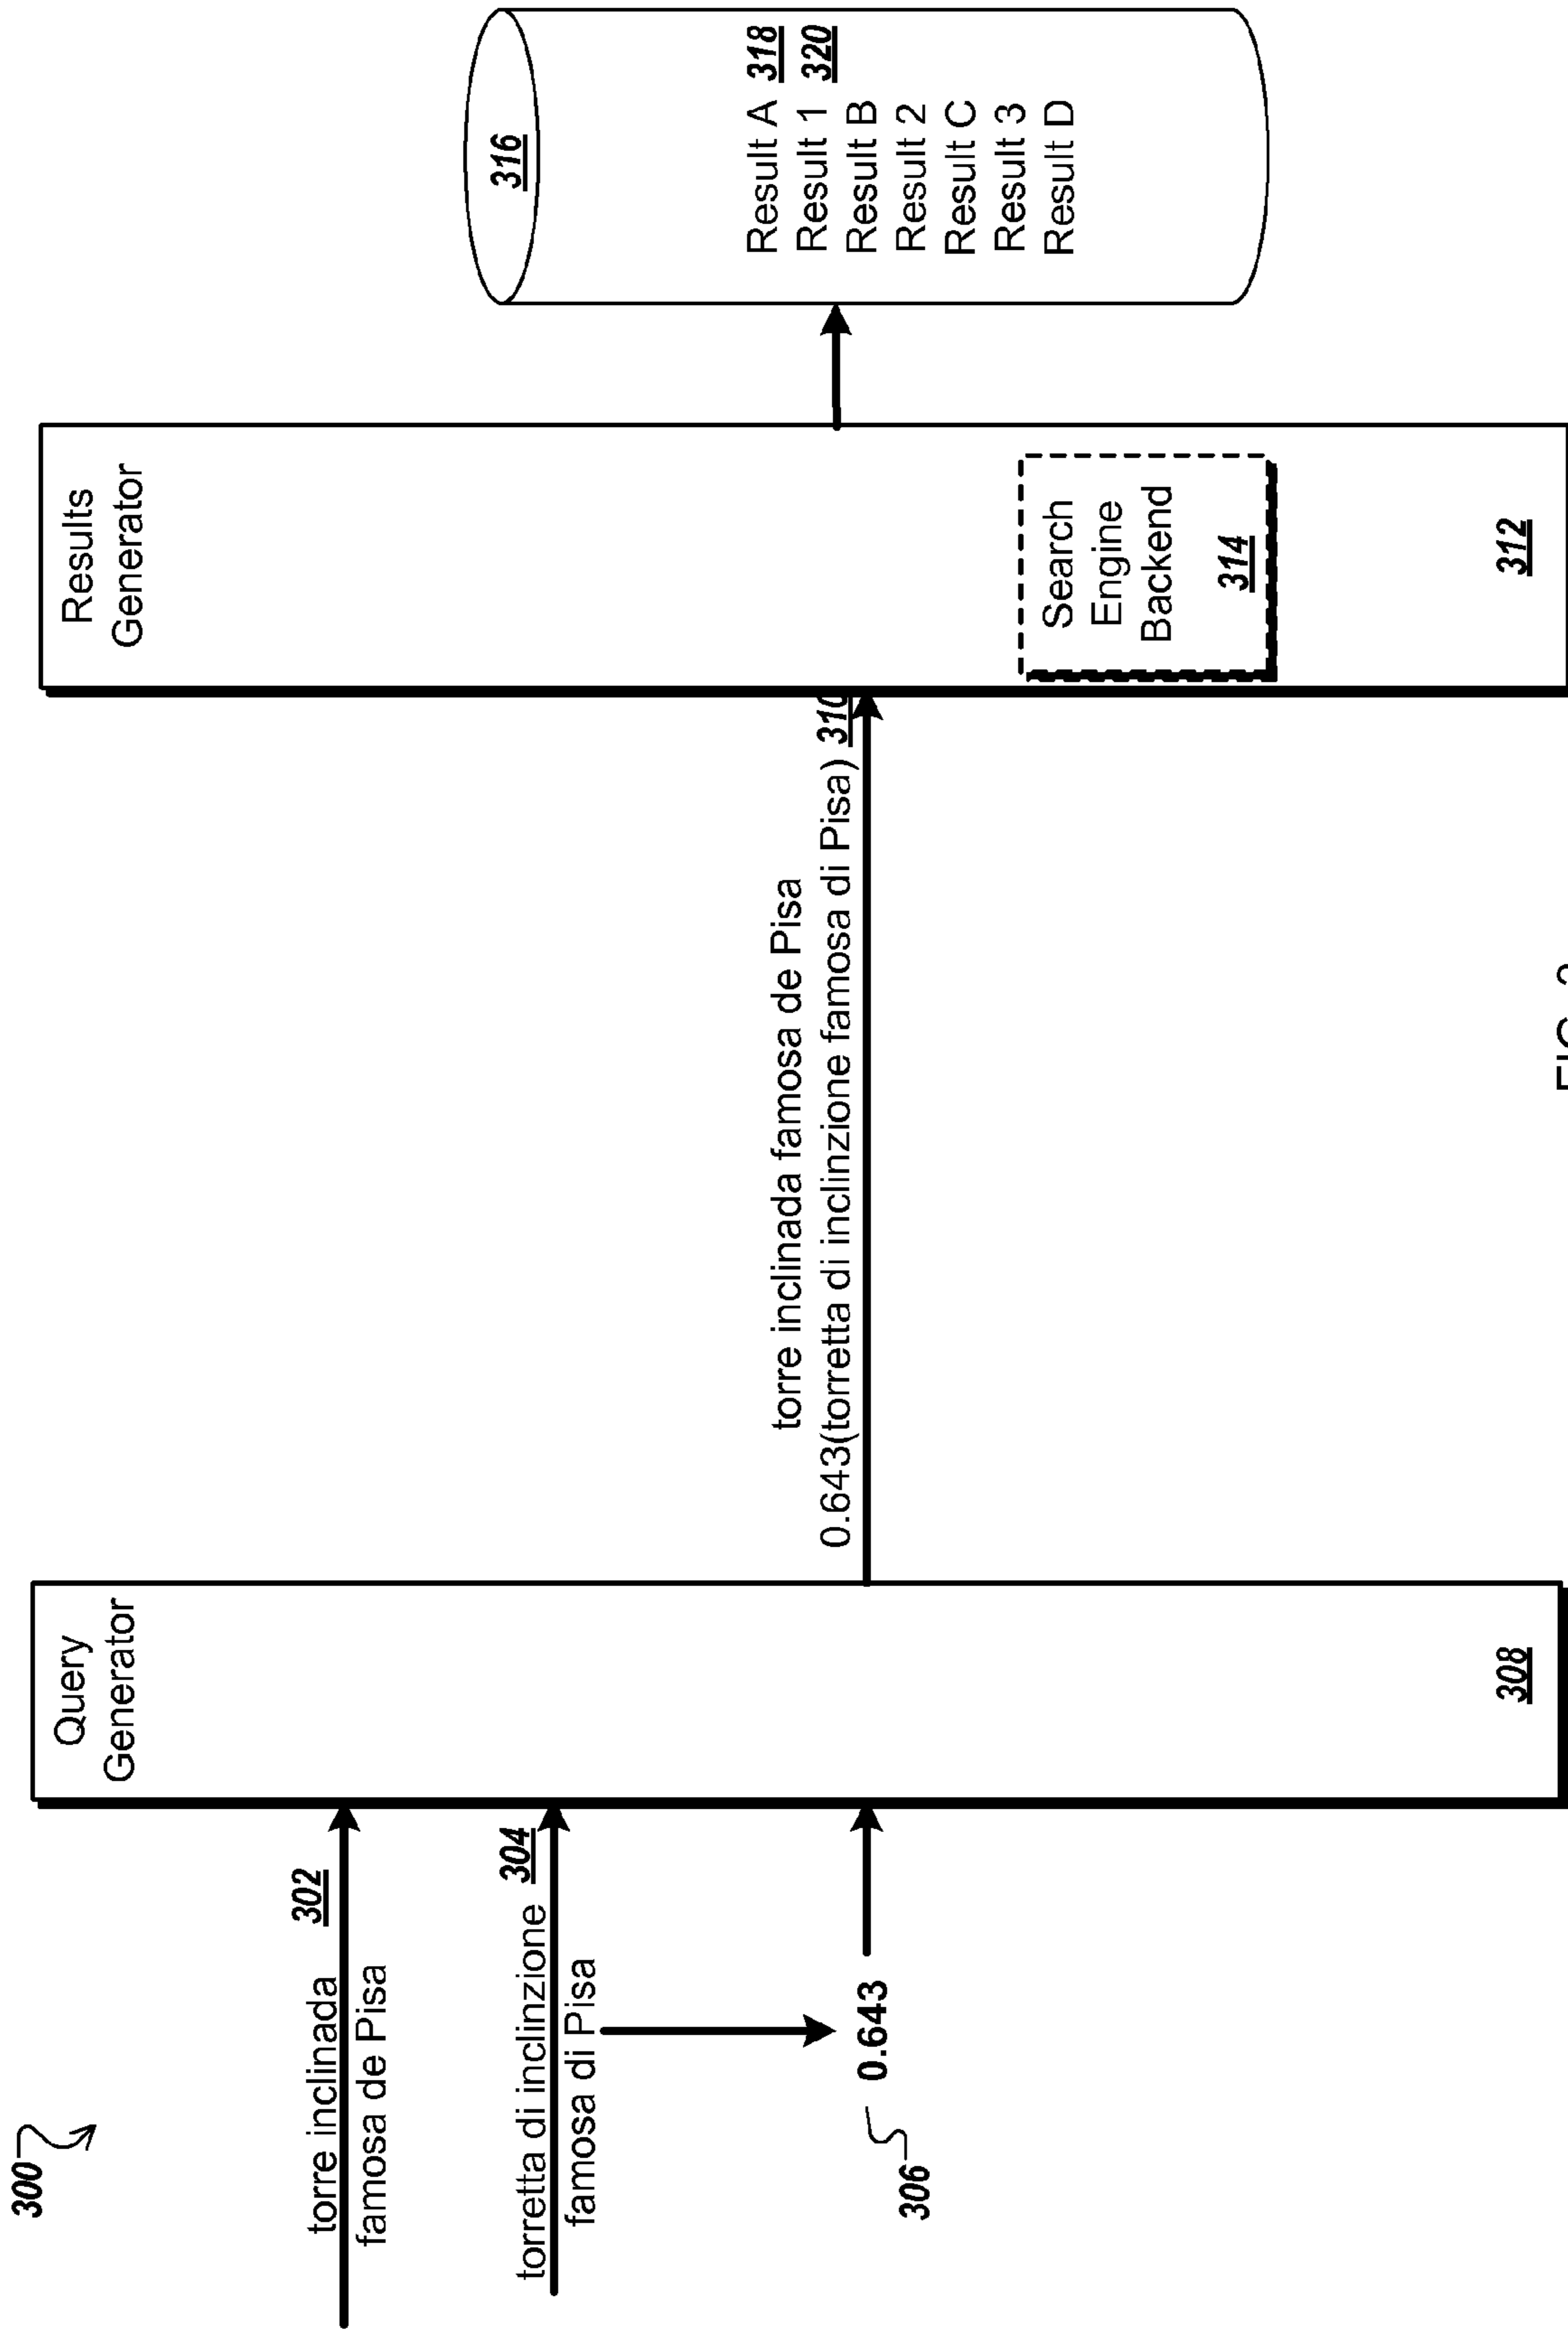 300
torre inclinada
famosa de Pisa
302
torretta di inclinzione
famosa di Pisa
304
306
0.643
Query
Generator
308
torre inclinada famosa de Pisa
0.643(torretta di inclinzione famosa di Pisa)
310
Results
Generator
Search
Engine
Backend
314
312
316
Result A 318
Result 1 320
Result B
Result 2
Result C
Result 3
Result D
FIG.